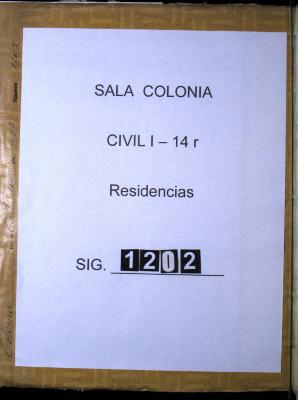 SALA COLONIA
CIVIL I – 14 r
Residencias
SIG. 1202